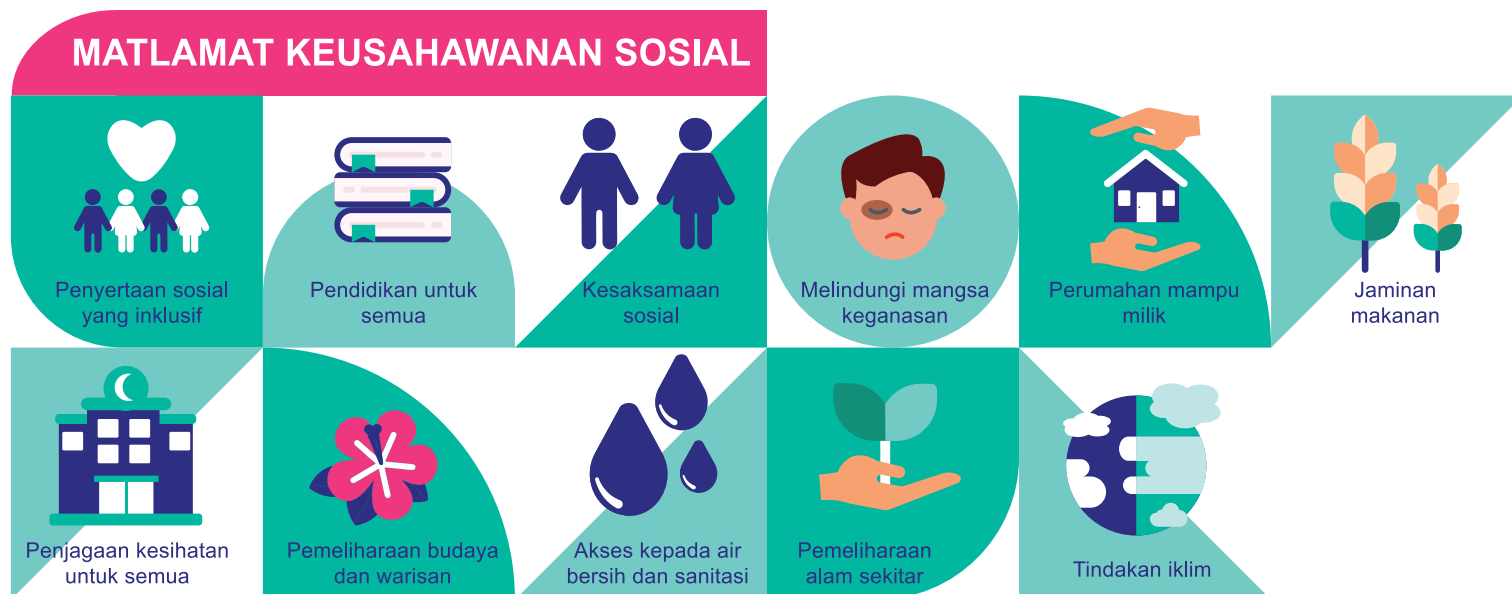 MATLAMAT KEUSAHAWANAN SOSIAL
Penyertaan sosial
yang inklusif
Pendidikan untuk
semua
Kesaksamaan
sosial
Melindungi mangsa
keganasan
Perumahan mampu
milik
Jaminan
makanan
Penjagaan kesihatan
untuk semua
Pemeliharaan budaya
dan warisan
Akses kepada air
bersih dan sanitasi
Pemeliharaan
alam sekitar
Tindakan iklim